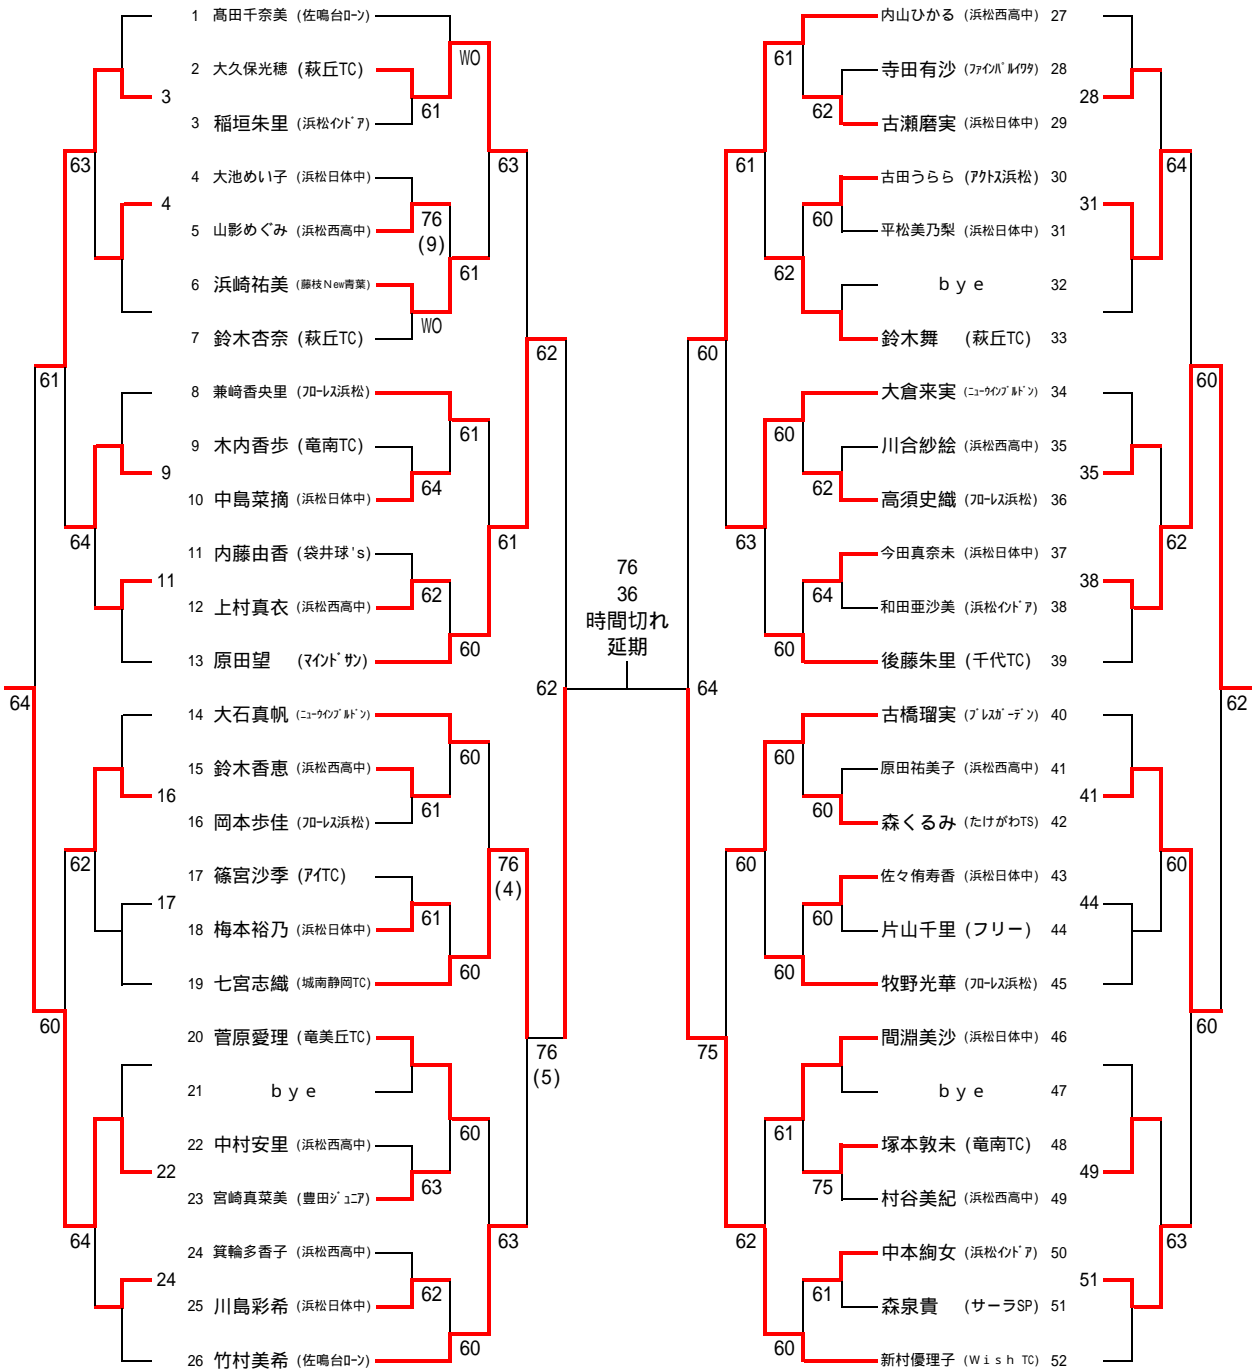 1 髙田千奈美 (佐鳴台ﾛｰﾝ)
WO
2 大久保光穂 (萩丘TC)
3
61
3 稲垣朱里 (浜松ｲﾝﾄﾞｱ)
63
63
4 大池めい子 (浜松日体中)
4
76
(9)
5 山影めぐみ (浜松西高中)
61
6 浜崎祐美 (藤枝New青葉)
WO
7 鈴木杏奈 (萩丘TC)
62
61
8 兼﨑香央里 (ﾌﾛｰﾚｽ浜松)
61
9 木内香歩 (竜南TC)
9
64
10 中島菜摘 (浜松日体中)
64
61
11 内藤由香 (袋井球's)
11
62
12 上村真衣 (浜松西高中)
60
13 原田望 (ﾏｲﾝﾄﾞｻﾝ)
64
62
14 大石真帆 (ﾆｭｰｳｲﾝﾌﾞﾙﾄﾞﾝ)
60
15 鈴木香恵 (浜松西高中)
16
61
16 岡本歩佳 (ﾌﾛｰﾚｽ浜松)
62
76
(4)
17 篠宮沙季 (ｱｲTC)
17
61
18 梅本裕乃 (浜松日体中)
60
19 七宮志織 (城南静岡TC)
60
20 菅原愛理 (竜美丘TC)
76
(5)
21 ｂｙｅ
60
22 中村安里 (浜松西高中)
22
63
23 宮崎真菜美 (豊田ｼﾞｭﾆｱ)
64
63
24 箕輪多香子 (浜松西高中)
24
62
25 川島彩希 (浜松日体中)
60
26 竹村美希 (佐鳴台ﾛｰﾝ)
76
36
時間切れ
延期
内山ひかる (浜松西高中) 27
61
寺田有沙 (ﾌｧｲﾝﾊﾞﾙｲﾜﾀ) 28
28
62
古瀬磨実 (浜松日体中) 29
61
64
古田うらら (ｱｸﾄｽ浜松) 30
31
60
平松美乃梨 (浜松日体中) 31
62
ｂｙｅ 32
鈴木舞 (萩丘TC) 33
60
60
大倉来実 (ﾆｭｰｳｲﾝﾌﾞﾙﾄﾞﾝ) 34
60
川合紗絵 (浜松西高中) 35
35
62
高須史織 (ﾌﾛｰﾚｽ浜松) 36
63
62
今田真奈未 (浜松日体中) 37
38
64
和田亜沙美 (浜松ｲﾝﾄﾞｱ) 38
60
後藤朱里 (千代TC) 39
64
62
古橋瑠実 (ﾌﾞﾚｽｶﾞｰﾃﾞﾝ) 40
60
原田祐美子 (浜松西高中) 41
41
60
森くるみ (たけがわTS) 42
60
60
佐々侑寿香 (浜松日体中) 43
44
60
片山千里 (フリー) 44
60
牧野光華 (ﾌﾛｰﾚｽ浜松) 45
60
間淵美沙 (浜松日体中) 46
75
ｂｙｅ 47
61
塚本敦未 (竜南TC) 48
49
75
村谷美紀 (浜松西高中) 49
62
63
中本絢女 (浜松ｲﾝﾄﾞｱ) 50
51
61
森泉貴 (サーラSP) 51
60
新村優理子 (Ｗｉｓｈ TC) 52